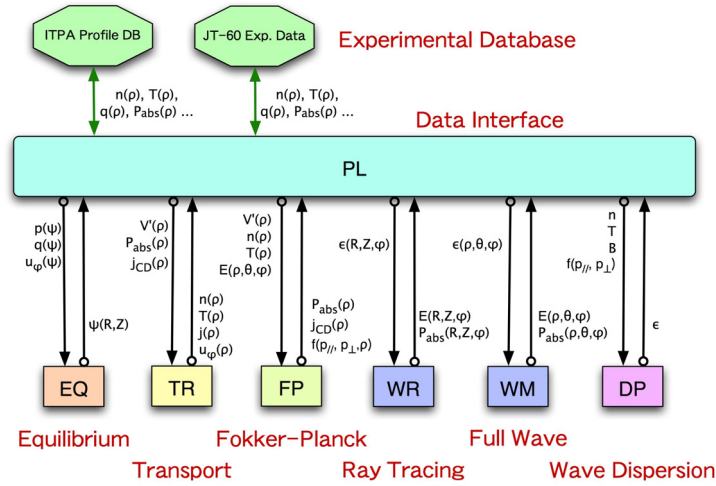 ITPA Profile DB
JT-60 Exp. Data
Experimental Database
n(ρ), T(ρ),
q(ρ), Pabs(ρ) ...
n(ρ), T(ρ),
q(ρ), Pabs(ρ) ...
Data Interface
PL
p(ψ)
q(ψ)
uφ(ψ)
ψ(R,Z)
V'(ρ)
Pabs(ρ)
jCD(ρ)
n(ρ)
T(ρ)
j(ρ)
uφ(ρ)
V'(ρ)
n(ρ)
T(ρ)
E(ρ,θ,φ)
Pabs(ρ)
jCD(ρ)
f(p//, p⊥,ρ)
ϵ(R,Z,φ)
E(R,Z,φ)
Pabs(R,Z,φ)
ϵ(ρ,θ,φ)
E(ρ,θ,φ)
Pabs(ρ,θ,φ)
n
T
B
f(p//, p⊥)
ϵ
EQ
TR
FP
WR
WM
DP
Equilibrium
Fokker-Planck
Full Wave
Transport
Ray Tracing
Wave Dispersion